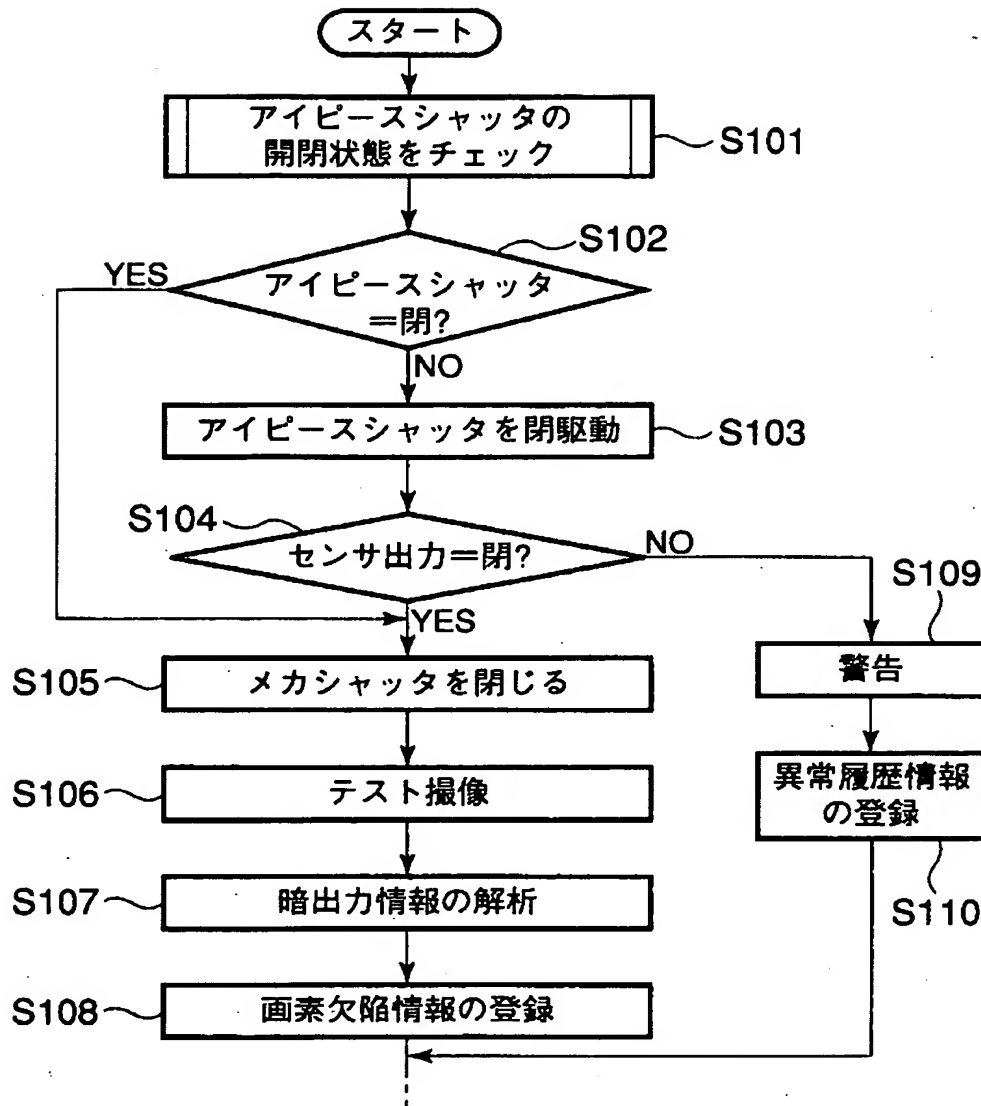 スタート
アイピースシャッタの
開閉状態をチェック
S101
S102
YES
アイピースシャッタ
=閉?
NO
アイピースシャッタを閉駆動
S103
S104
センサ出力=閉?
NO
YES
S109
警告
S105
メカシャッタを閉じる
S106
テスト撮像
異常履歴情報
の登録
S107
暗出力情報の解析
S110
S108
画素欠陥情報の登録